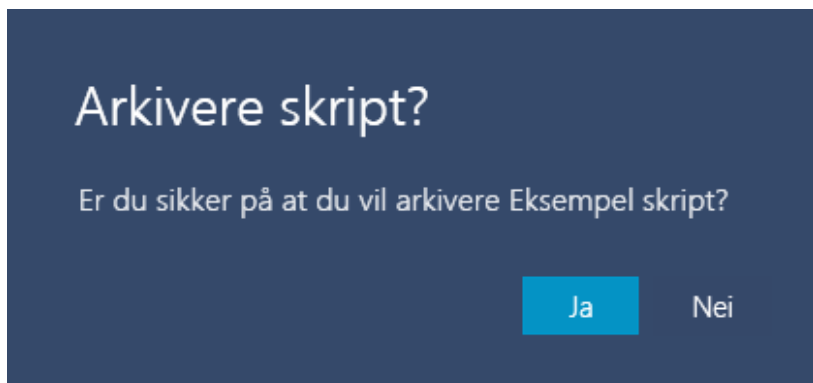 Arkivere skript?
Er du sikker på at du vil arkivere Eksempel skript?
Ja Nei